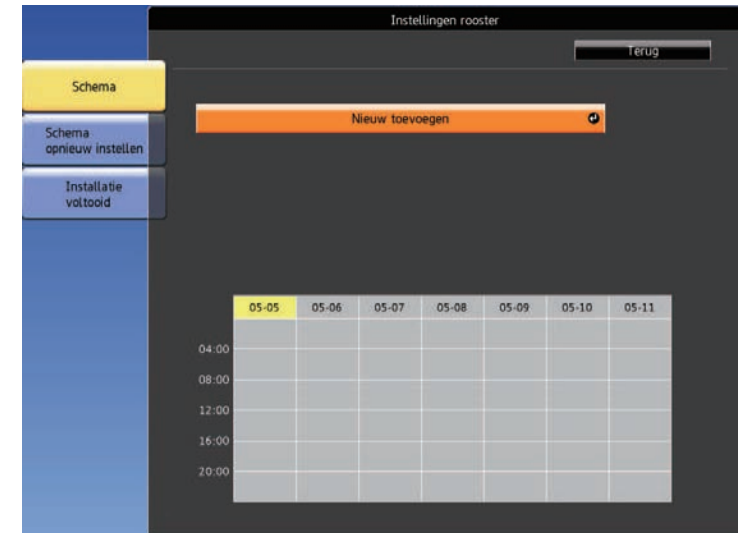 Instellingen rooster
Terug
Schema
Nieuw toevoegen
Schema
opnieuw instellen
Installatie
voltooid
05-05 05-06 05-07 05-08 05-09 05-10 05-11
04:00
08:00
12:00
16:00
20:00